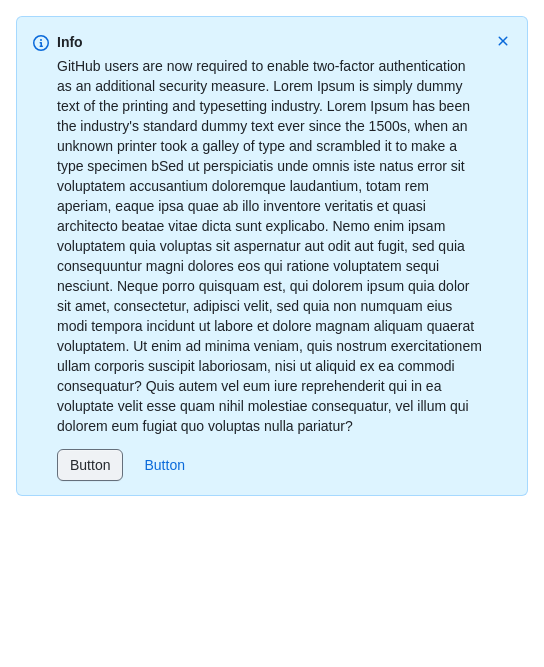 Info
GitHub users are now required to enable two-factor authentication
as an additional security measure. Lorem Ipsum is simply dummy
text of the printing and typesetting industry. Lorem Ipsum has been
the industry's standard dummy text ever since the 1500s, when an
unknown printer took a galley of type and scrambled it to make a
type specimen bSed ut perspiciatis unde omnis iste natus error sit
voluptatem accusantium doloremque laudantium, totam rem
aperiam, eaque ipsa quae ab illo inventore veritatis et quasi
architecto beatae vitae dicta sunt explicabo. Nemo enim ipsam
voluptatem quia voluptas sit aspernatur aut odit aut fugit, sed quia
consequuntur magni dolores eos qui ratione voluptatem sequi
nesciunt. Neque porro quisquam est, qui dolorem ipsum quia dolor
sit amet, consectetur, adipisci velit, sed quia non numquam eius
modi tempora incidunt ut labore et dolore magnam aliquam quaerat
voluptatem. Ut enim ad minima veniam, quis nostrum exercitationem
ullam corporis suscipit laboriosam, nisi ut aliquid ex ea commodi
consequatur? Quis autem vel eum iure reprehenderit qui in ea
voluptate velit esse quam nihil molestiae consequatur, vel illum qui
dolorem eum fugiat quo voluptas nulla pariatur?
Button Button